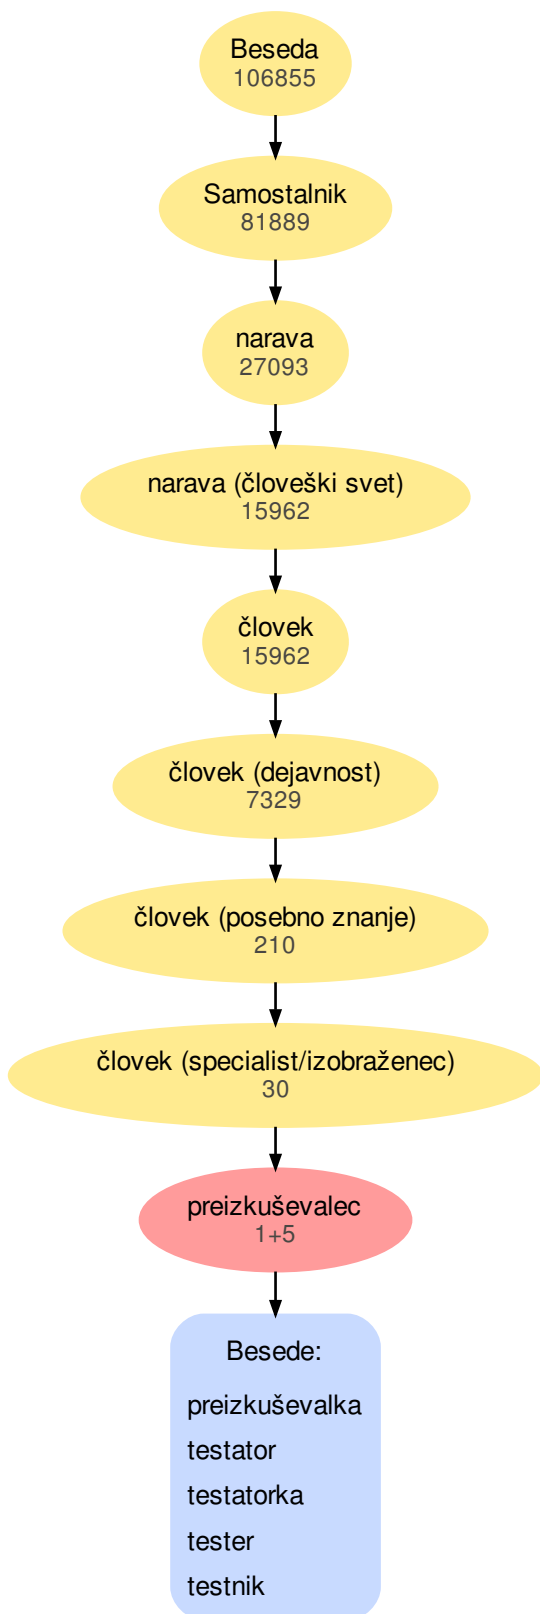 Beseda
106855
Samostalnik
81889
narava
27093
narava (človeški svet)
15962
človek
15962
človek (dejavnost)
7329
človek (posebno znanje)
210
človek (specialist/izobraženec)
30
preizkuševalec
1+5
Besede:
preizkuševalka
testator
testatorka
tester
testnik